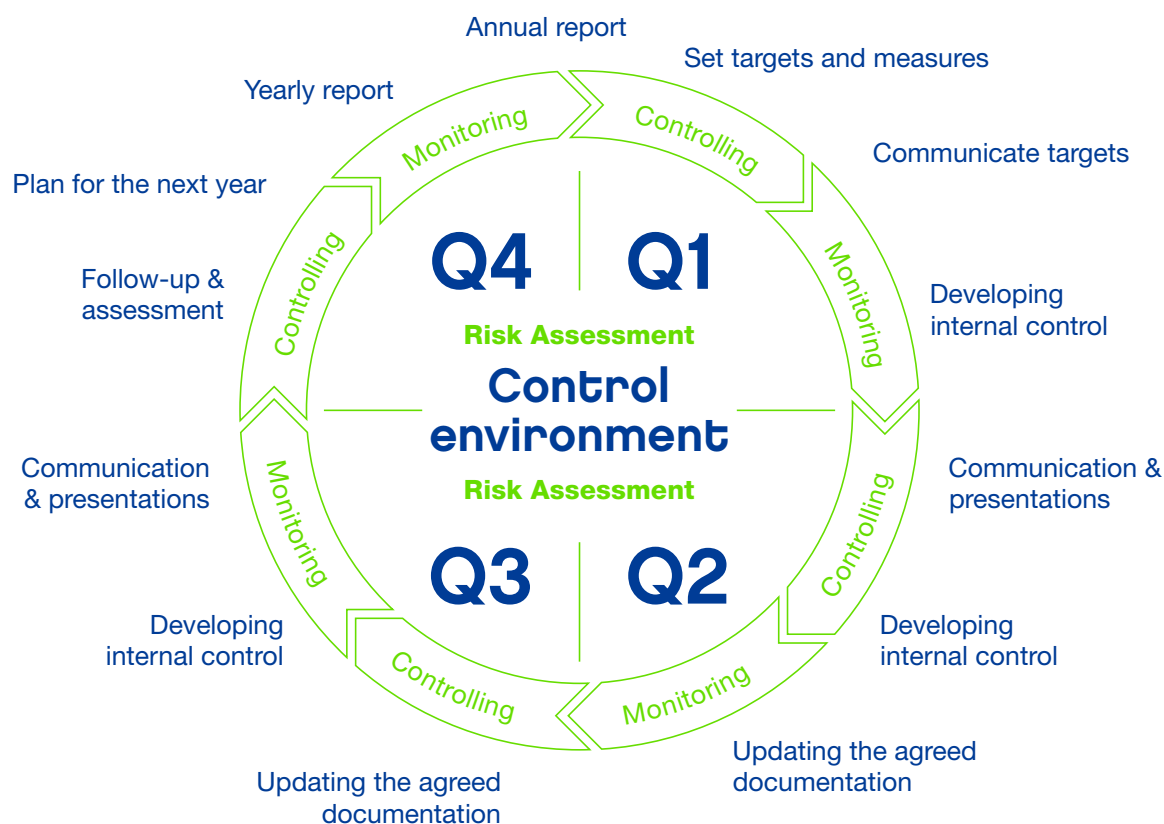 Annual report
Set targets and measures
Yearly report
Monitoring
Controlling
Communicate targets
Plan for the next year
Q4
Q1
Controlling
Monitoring
Follow-up &
assessment
Developing
internal control
Risk Assessment
Control
environment
Risk Assessment
Communication
& presentations
Monitoring
Controlling
Communication &
presentations
Q3
Q2
Developing
internal control
Developing
internal control
Controlling
Monitoring
Updating the agreed
documentation
Updating the agreed
documentation